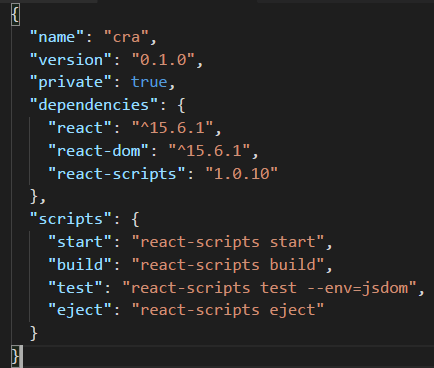 {
  "name": "cra",
  "version": "0.1.0",
  "private": true,
  "dependencies": {
    "react": "^15.6.1",
    "react-dom": "^15.6.1",
    "react-scripts": "1.0.10"
  },
  "scripts": {
    "start": "react-scripts start",
    "build": "react-scripts build",
    "test": "react-scripts test --env=jsdom",
    "eject": "react-scripts eject"
  }
}